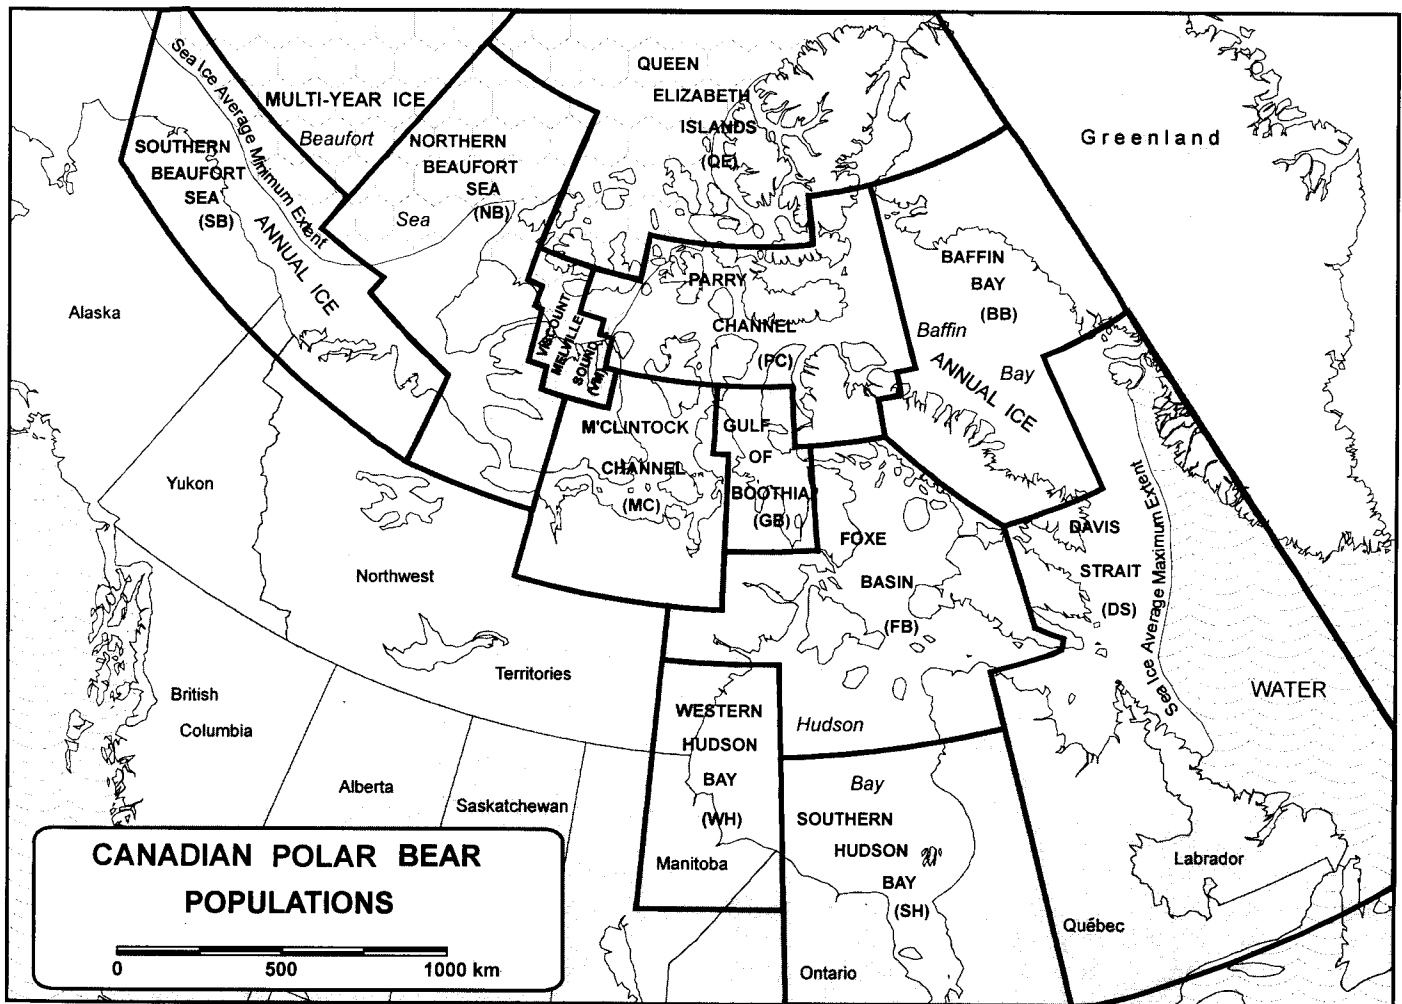 Sea Ice Average Minimum Extent
MULTI-YEAR ICE
Beaufort
Sea
SOUTHERN
BEAUFORT
SEA
(SB)
ANNUAL ICE
NORTHERN
BEAUFORT
SEA
(NB)
QUEEN
ELIZABETH
ISLANDS
(QE)
Greenland
PARRY
CHANNEL
(PC)
VISCOUNT
MELVILLE
SOUND
(VM)
BAFFIN
BAY
(BB)
Baffin
Bay
ANNUAL ICE
Alaska
Yukon
Northwest
Territories
M'CLINTOCK
CHANNEL
(MC)
GULF
OF
BOOTHIA
(GB)
FOXE
BASIN
(FB)
DAVIS
STRAIT
(DS)
Sea Ice Average Maximum Extent
WATER
British
Columbia
Alberta
Saskatchewan
WESTERN
HUDSON
BAY
(WH)
Manitoba
Hudson
Bay
SOUTHERN
HUDSON
BAY
(SH)
Ontario
Québec
Labrador
CANADIAN POLAR BEAR
POPULATIONS
0 500 1000 km